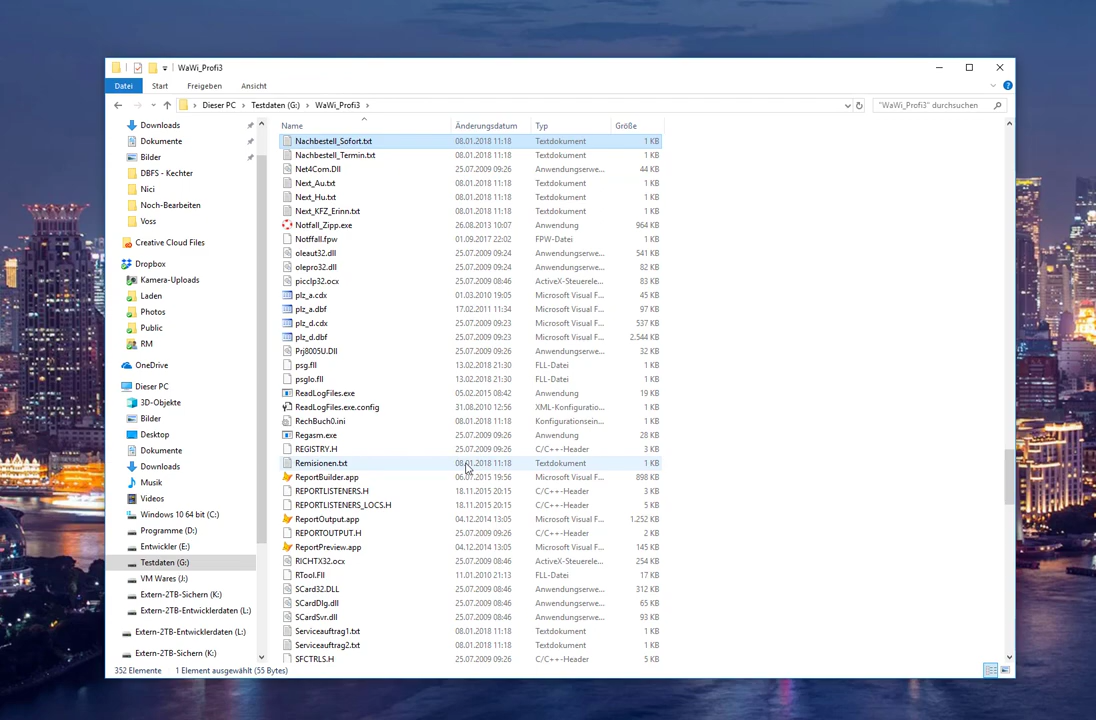 WaWi_Profi3
Datei Start Freigeben Ansicht
Dieser PC Testdaten (G:) WaWi_Profi3 "WaWi_Profi3" durchsuchen
Downloads
Dokumente
Bilder
DBFS - Kechter
Nici
Noch-Bearbeiten
Voss
Creative Cloud Files
Dropbox
Kamera-Uploads
Laden
Photos
Public
RM
OneDrive
Dieser PC
3D-Objekte
Bilder
Desktop
Dokumente
Downloads
Musik
Videos
Windows 10 64 bit (C:)
Programme (D:)
Entwickler (E:)
Testdaten (G:)
VM Wares (J:)
Extern-2TB-Sichern (K:)
Extern-2TB-Entwicklerdaten (L:)
Extern-2TB-Entwicklerdaten (L:)
Extern-2TB-Sichern (K:)
Name Änderungsdatum Typ Größe
Nachbestell_Sofort.txt 08.01.2018 11:18 Textdokument 1 KB
Nachbestell_Termin.txt 08.01.2018 11:18 Textdokument 1 KB
Net4Com.Dll 25.07.2009 09:26 Anwendungserwe... 44 KB
Next_Au.txt 08.01.2018 11:18 Textdokument 1 KB
Next_Hu.txt 08.01.2018 11:18 Textdokument 1 KB
Next_KFZ_Erinn.txt 08.01.2018 11:18 Textdokument 1 KB
Notfall_Zipp.exe 26.08.2013 10:07 Anwendung 964 KB
Notffall.fpw 01.09.2017 22:02 FPW-Datei 1 KB
oleaut32.dll 25.07.2009 09:24 Anwendungserwe... 541 KB
olepro32.dll 25.07.2009 09:24 Anwendungserwe... 82 KB
picclp32.ocx 25.07.2009 08:46 ActiveX-Steuerele... 83 KB
plz_a.cdx 01.03.2010 19:05 Microsoft Visual F... 45 KB
plz_a.dbf 17.02.2011 11:34 Microsoft Visual F... 97 KB
plz_d.cdx 25.07.2009 09:23 Microsoft Visual F... 537 KB
plz_d.dbf 25.07.2009 09:23 Microsoft Visual F... 2.544 KB
Prj8005U.Dll 25.07.2009 09:26 Anwendungserwe... 32 KB
psg.fll 13.02.2018 21:30 FLL-Datei 1 KB
psglo.fll 13.02.2018 21:30 FLL-Datei 1 KB
ReadLogFiles.exe 05.02.2015 08:42 Anwendung 19 KB
ReadLogFiles.exe.config 31.08.2010 12:56 XML-Konfiguratio... 1 KB
RechBuch0.ini 08.01.2018 11:18 Konfigurationsein... 1 KB
Regasm.exe 25.07.2009 09:26 Anwendung 28 KB
REGISTRY.H 25.07.2009 09:26 C/C++-Header 3 KB
Remisionen.txt 08.01.2018 11:18 Textdokument 1 KB
ReportBuilder.app 06.07.2015 19:56 Microsoft Visual F... 898 KB
REPORTLISTENERS.H 18.11.2015 20:15 C/C++-Header 3 KB
REPORTLISTENERS_LOCS.H 18.11.2015 20:15 C/C++-Header 5 KB
ReportOutput.app 04.12.2014 13:05 Microsoft Visual F... 1.252 KB
REPORTOUTPUT.H 25.07.2009 09:26 C/C++-Header 2 KB
ReportPreview.app 04.12.2014 13:05 Microsoft Visual F... 145 KB
RICHTX32.ocx 25.07.2009 08:46 ActiveX-Steuerele... 254 KB
RTool.Fll 11.01.2010 21:13 FLL-Datei 17 KB
SCard32.DLL 25.07.2009 08:46 Anwendungserwe... 312 KB
SCardDlg.dll 25.07.2009 08:46 Anwendungserwe... 65 KB
SCardSvr.dll 25.07.2009 08:46 Anwendungserwe... 93 KB
Serviceauftrag1.txt 08.01.2018 11:18 Textdokument 1 KB
Serviceauftrag2.txt 08.01.2018 11:18 Textdokument 1 KB
SFCTRLS.H 25.07.2009 09:26 C/C++-Header 5 KB
352 Elemente 1 Element ausgewählt (55 Bytes)